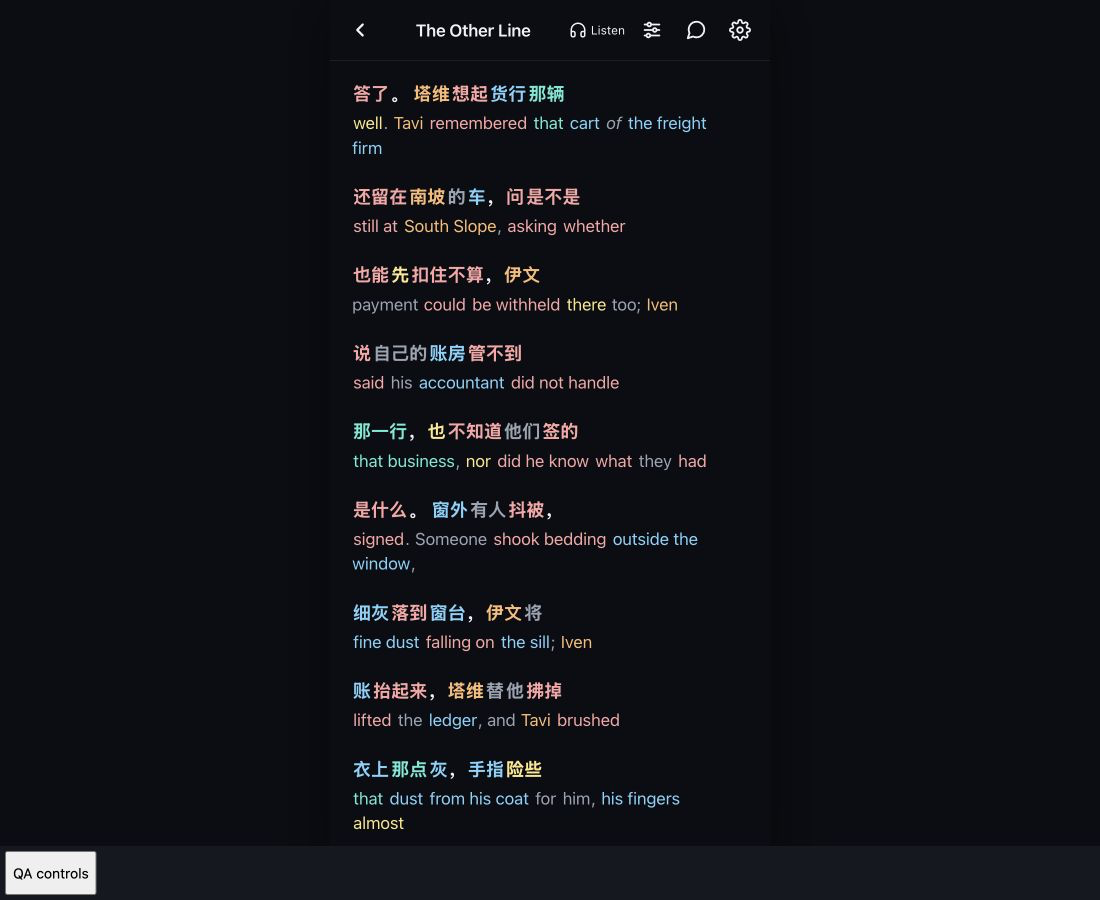 The Other Line
Listen
答了。 塔维想起货行那辆
well. Tavi remembered that cart of the freight
firm
还留在南坡的车，问是不是
still at South Slope, asking whether
也能先扣住不算，伊文
payment could be withheld there too; Iven
说自己的账房管不到
said his accountant did not handle
那一行，也不知道他们签的
that business, nor did he know what they had
是什么。 窗外有人抖被，
signed. Someone shook bedding outside the
window,
细灰落到窗台，伊文将
fine dust falling on the sill; Iven
账抬起来，塔维替他拂掉
lifted the ledger, and Tavi brushed
衣上那点灰，手指险些
that dust from his coat for him, his fingers
almost
QA controls